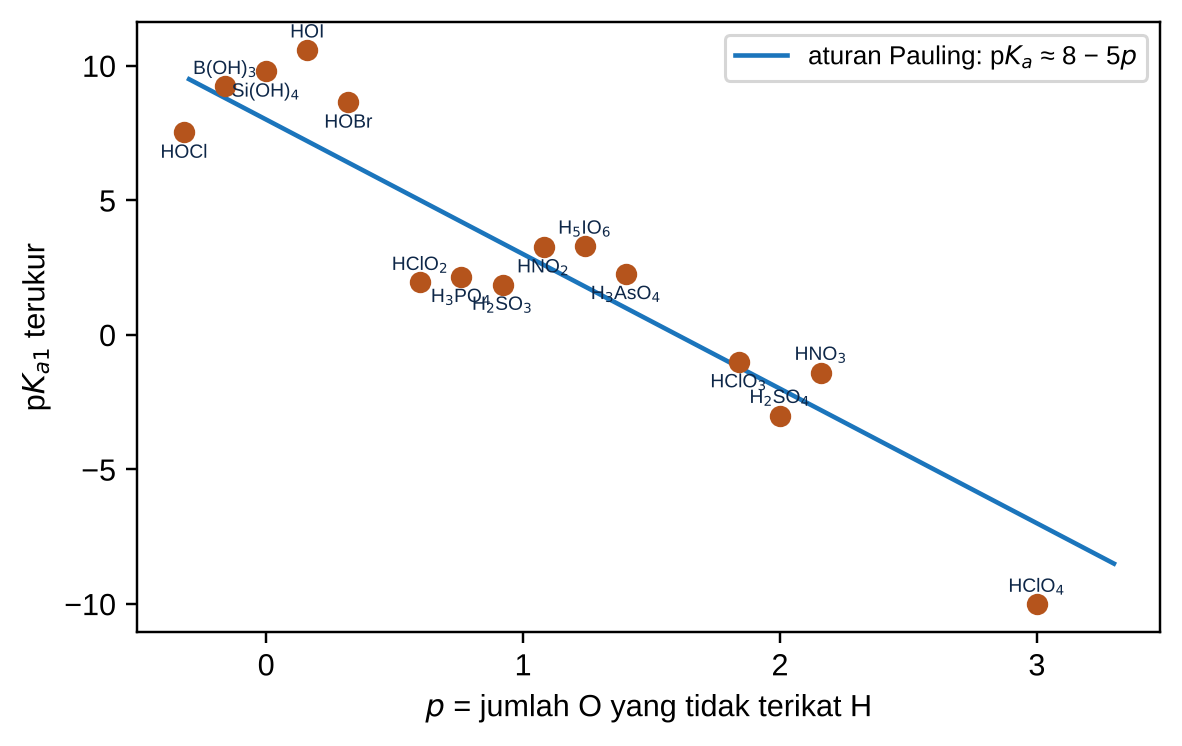 aturan Pauling: pKₐ ≈ 8 − 5p
pKₐ₁ terukur
10
5
0
−5
−10
HOI
B(OH)₃
Si(OH)₄
HOBr
HOCl
H₅IO₆
HClO₂
HNO₂
H₃PO₄
H₂SO₃
H₃AsO₄
HNO₃
HClO₃
H₂SO₄
HClO₄
0
1
2
3
p = jumlah O yang tidak terikat H